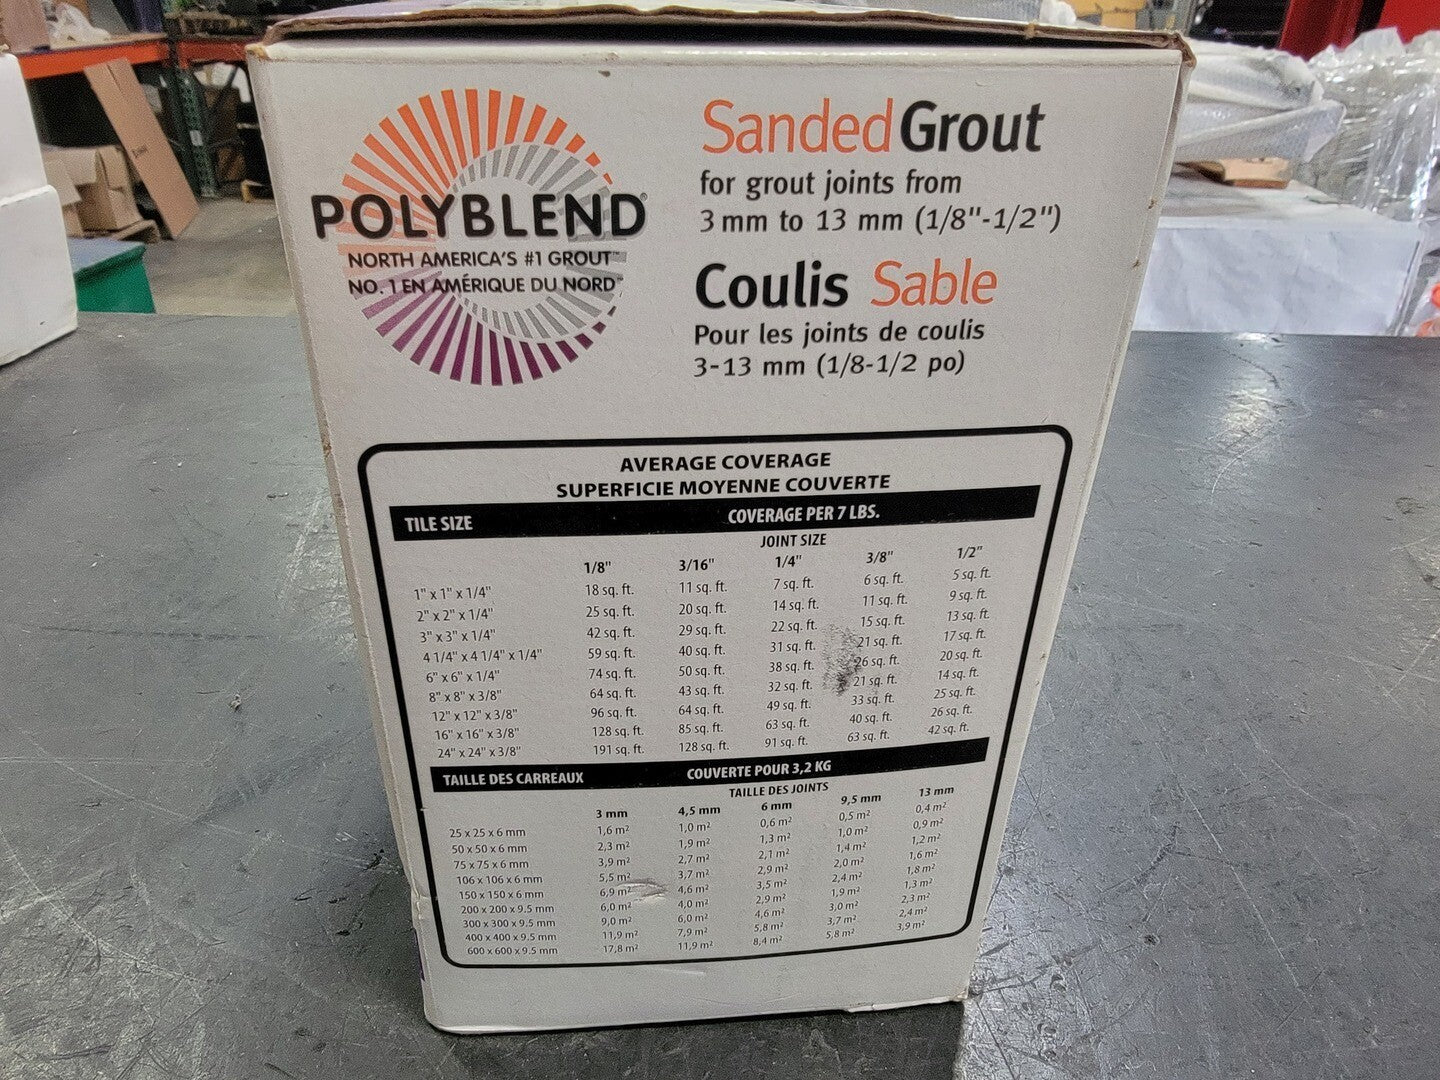 POLYBLEND
NORTH AMERICA'S #1 GROUT™
NO. 1 EN AMÉRIQUE DU NORD™
Sanded Grout
for grout joints from
3 mm to 13 mm (1/8"-1/2")
Coulis Sable
Pour les joints de coulis
3-13 mm (1/8-1/2 po)
AVERAGE COVERAGE
SUPERFICIE MOYENNE COUVERTE
TILE SIZE COVERAGE PER 7 LBS.
JOINT SIZE
1/8" 3/16" 1/4" 3/8" 1/2"
1" x 1" x 1/4" 18 sq. ft. 11 sq. ft. 7 sq. ft. 6 sq. ft. 5 sq. ft.
2" x 2" x 1/4" 25 sq. ft. 20 sq. ft. 14 sq. ft. 11 sq. ft. 9 sq. ft.
3" x 3" x 1/4" 42 sq. ft. 29 sq. ft. 22 sq. ft. 15 sq. ft. 13 sq. ft.
4 1/4" x 4 1/4" x 1/4" 59 sq. ft. 40 sq. ft. 31 sq. ft. 21 sq. ft. 17 sq. ft.
6" x 6" x 1/4" 74 sq. ft. 50 sq. ft. 38 sq. ft. 26 sq. ft. 20 sq. ft.
8" x 8" x 3/8" 64 sq. ft. 43 sq. ft. 32 sq. ft. 21 sq. ft. 14 sq. ft.
12" x 12" x 3/8" 96 sq. ft. 64 sq. ft. 49 sq. ft. 33 sq. ft. 25 sq. ft.
16" x 16" x 3/8" 128 sq. ft. 85 sq. ft. 63 sq. ft. 40 sq. ft. 26 sq. ft.
24" x 24" x 3/8" 191 sq. ft. 128 sq. ft. 91 sq. ft. 63 sq. ft. 42 sq. ft.
TAILLE DES CARREAUX COUVERTE POUR 3,2 KG
TAILLE DES JOINTS
3 mm 4,5 mm 6 mm 9,5 mm 13 mm
25 x 25 x 6 mm 1,6 m² 1,0 m² 0,6 m² 0,5 m² 0,4 m²
50 x 50 x 6 mm 2,3 m² 1,9 m² 1,3 m² 1,0 m² 0,9 m²
75 x 75 x 6 mm 3,9 m² 2,7 m² 2,1 m² 1,4 m² 1,2 m²
106 x 106 x 6 mm 5,5 m² 3,7 m² 2,9 m² 2,0 m² 1,6 m²
150 x 150 x 6 mm 6,9 m² 4,6 m² 3,5 m² 2,4 m² 1,8 m²
200 x 200 x 9.5 mm 6,0 m² 4,0 m² 2,9 m² 1,9 m² 1,3 m²
300 x 300 x 9.5 mm 9,0 m² 6,0 m² 4,6 m² 3,0 m² 2,3 m²
400 x 400 x 9.5 mm 11,9 m² 7,9 m² 5,8 m² 3,7 m² 2,4 m²
600 x 600 x 9.5 mm 17,8 m² 11,9 m² 8,4 m² 5,8 m² 3,9 m²